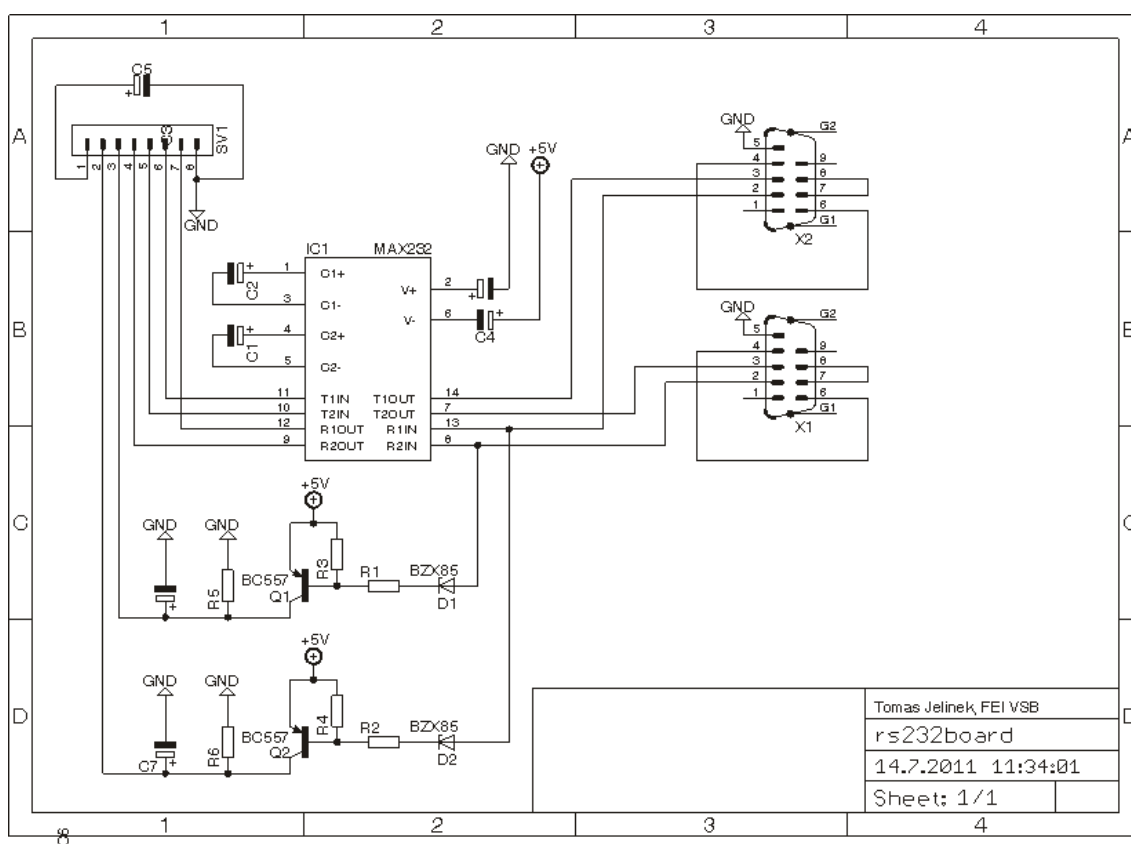 1 2 3 4
A A
C5
C3
SV1
1 2 3 4 5 6 7 8
GND
GND +5V
GND
G2
5
4 9
3 8
2 7
1 6
G1
X2
B B
IC1 MAX232
1 C1+
C2
3 C1-
4 C2+
C1
5 C2-
V+ 2
V- 6
C4
11 T1IN T1OUT 14
10 T2IN T2OUT 7
12 R1OUT R1IN 13
9 R2OUT R2IN 8
GND
G2
5
4 9
3 8
2 7
1 6
G1
X1
C C
+5V
GND GND
R5
BC557
Q1
R3
R1
BZX85
D1
D D
+5V
GND GND
C7
R6
BC557
Q2
R4
R2
BZX85
D2
Tomas Jelinek, FEI VSB
rs232board
14.7.2011 11:34:01
Sheet: 1/1
1 2 3 4
C6